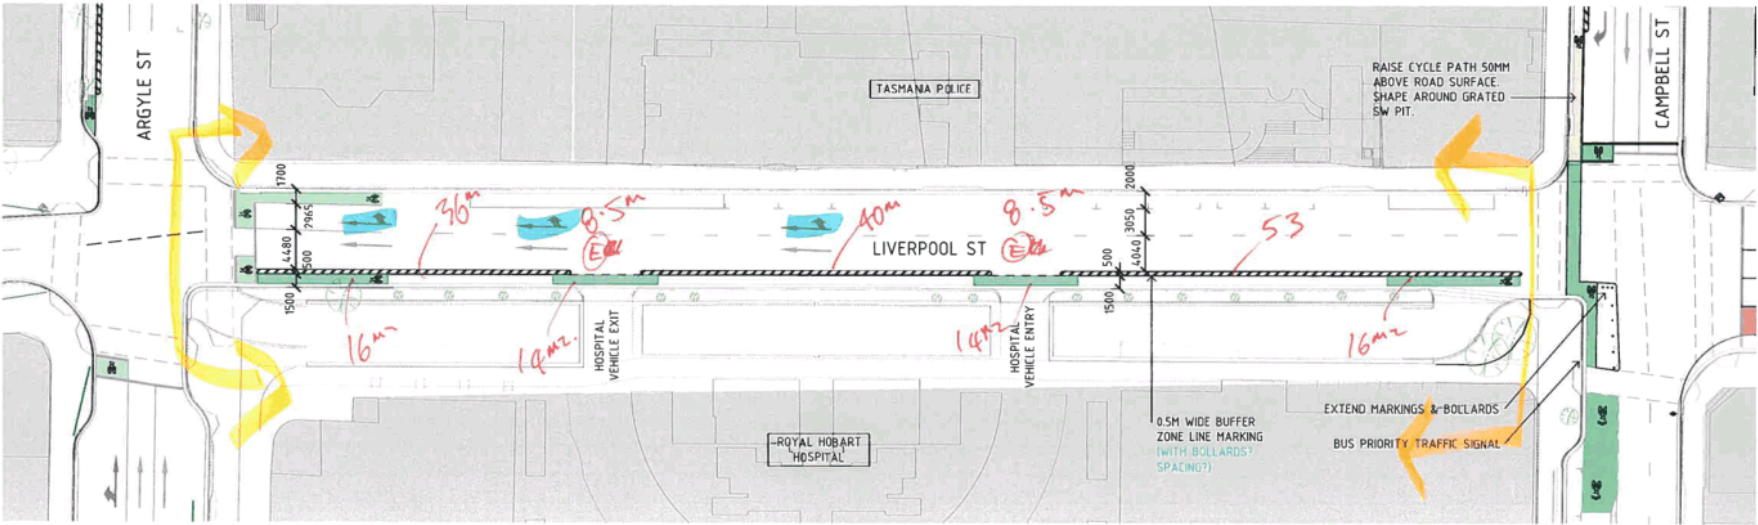 ARGYLE ST
TASMANIA POLICE
RAISE CYCLE PATH 50MM
ABOVE ROAD SURFACE.
SHAPE AROUND GRATED
SW PIT.
CAMPBELL ST
1700
2965
4480
500
1500
36m
8.5m
40m
8.5m
53
2000
3050
4040
500
1500
LIVERPOOL ST
16m2
14m2.
HOSPITAL
VEHICLE EXIT
14m2
HOSPITAL
VEHICLE ENTRY
16m2
0.5M WIDE BUFFER
ZONE LINE MARKING
(WITH BOLLARDS?
SPACING?)
EXTEND MARKINGS & BOLLARDS
BUS PRIORITY TRAFFIC SIGNAL
ROYAL HOBART
HOSPITAL